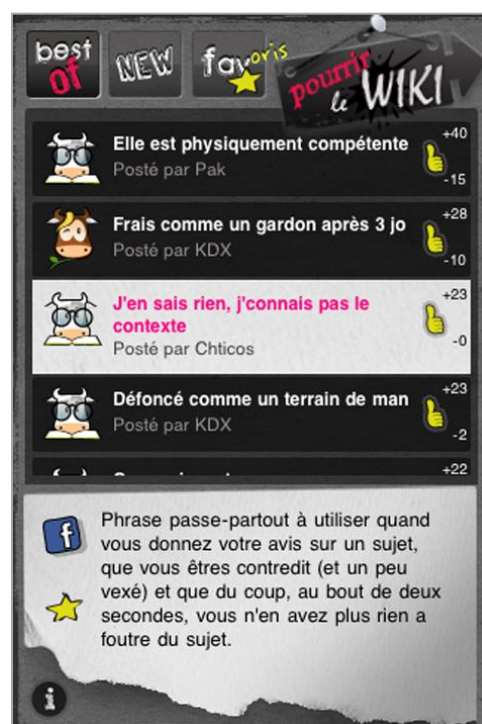 best
of
NEW
favoris
pourrir
le WIKI
Elle est physiquement compétente
Posté par Pak
+40
-15
Frais comme un gardon après 3 jo
Posté par KDX
+28
-10
J'en sais rien, j'connais pas le
contexte
Posté par Chticos
+23
-0
Défoncé comme un terrain de man
Posté par KDX
+23
-2
+22
f
Phrase passe-partout à utiliser quand
vous donnez votre avis sur un sujet,
que vous êtres contredit (et un peu
vexé) et que du coup, au bout de deux
secondes, vous n'en avez plus rien a
foutre du sujet.
i